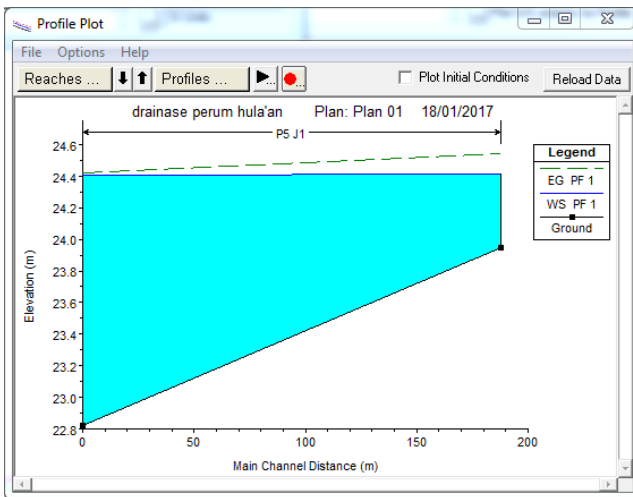 Profile Plot
File Options Help
Reaches ... Profiles ... Plot Initial Conditions Reload Data
drainase perum hula'an Plan: Plan 01 18/01/2017
P5 J1
Legend
EG PF 1
WS PF 1
Ground
24.6
24.4
24.2
24.0
23.8
23.6
23.4
23.2
23.0
22.8
Elevation (m)
0 50 100 150 200
Main Channel Distance (m)